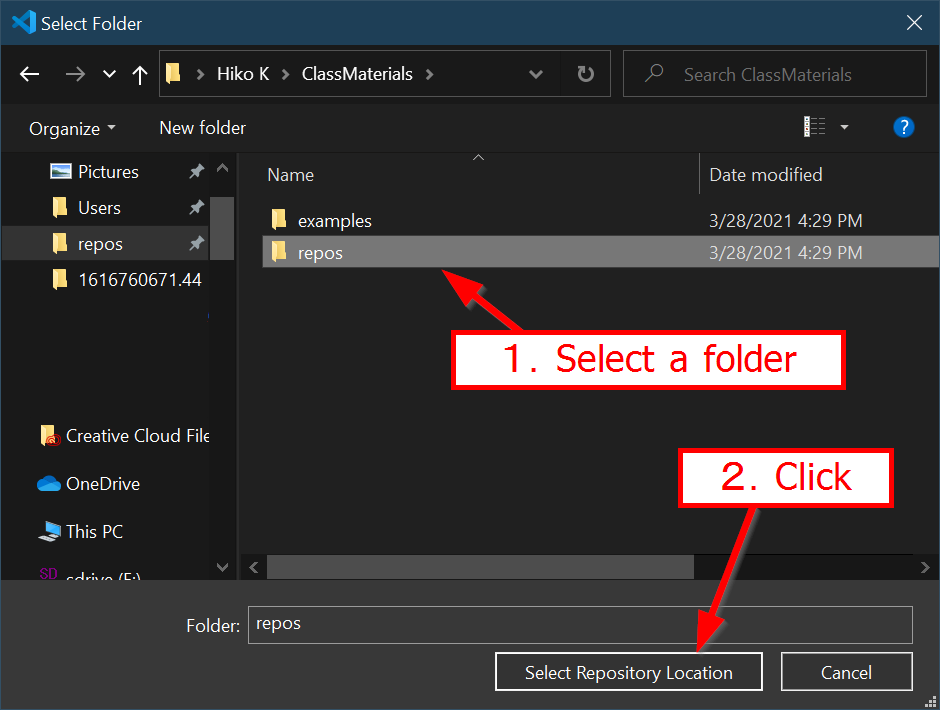 Select Folder
Hiko K > ClassMaterials >
Search ClassMaterials
Organize
New folder
?
Pictures
Users
repos
1616760671.44
Creative Cloud File
OneDrive
This PC
sdrive (F:)
Name
Date modified
examples
3/28/2021 4:29 PM
repos
3/28/2021 4:29 PM
1. Select a folder
2. Click
Folder:
repos
Select Repository Location
Cancel